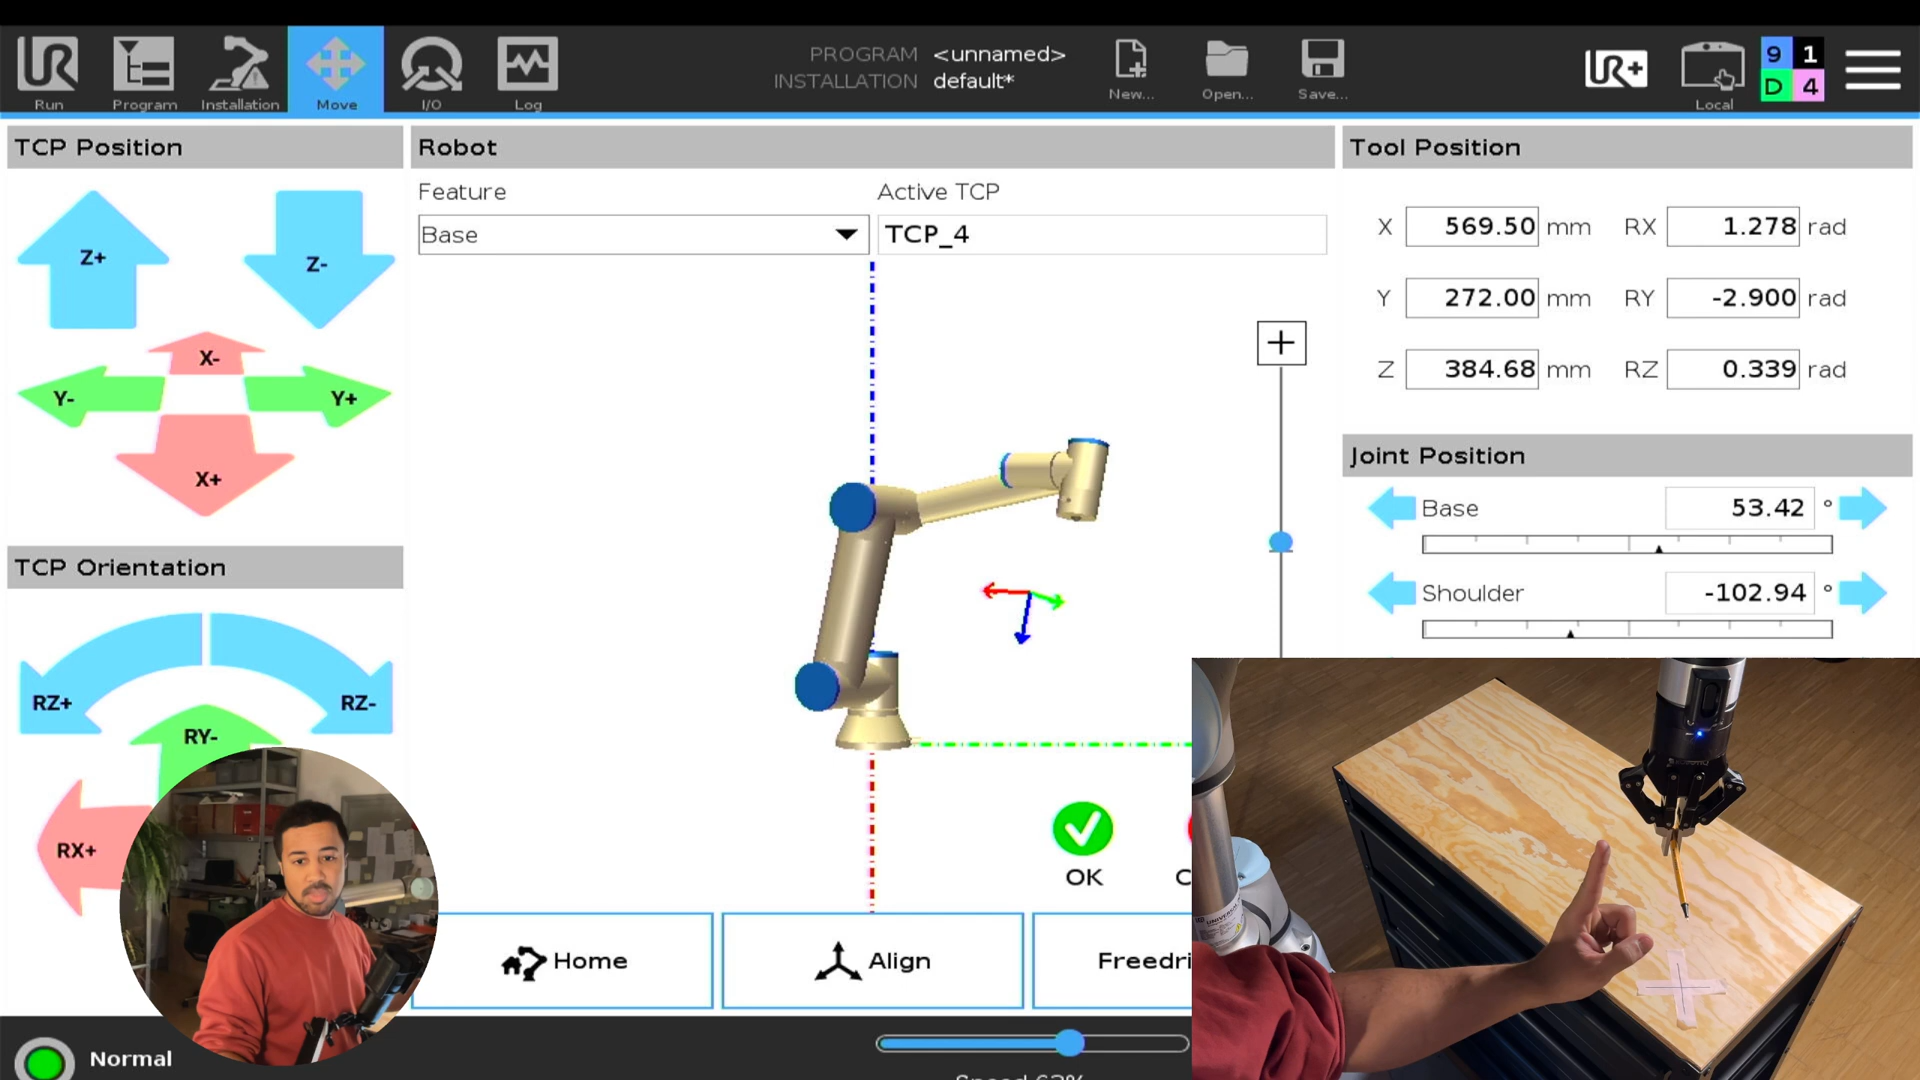 UR
Run
Program
Installation
Move
I/O
Log
PROGRAM <unnamed>
INSTALLATION default*
New...
Open...
Save...
UR+
Local
9 1
D 4
TCP Position
Z+
Z-
X-
Y-
Y+
X+
TCP Orientation
RZ+
RZ-
RY-
RX+
Robot
Feature
Base
Active TCP
TCP_4
+
OK
C
Home
Align
Freedri
Tool Position
X 569.50 mm RX 1.278 rad
Y 272.00 mm RY -2.900 rad
Z 384.68 mm RZ 0.339 rad
Joint Position
Base 53.42 °
Shoulder -102.94 °
Normal